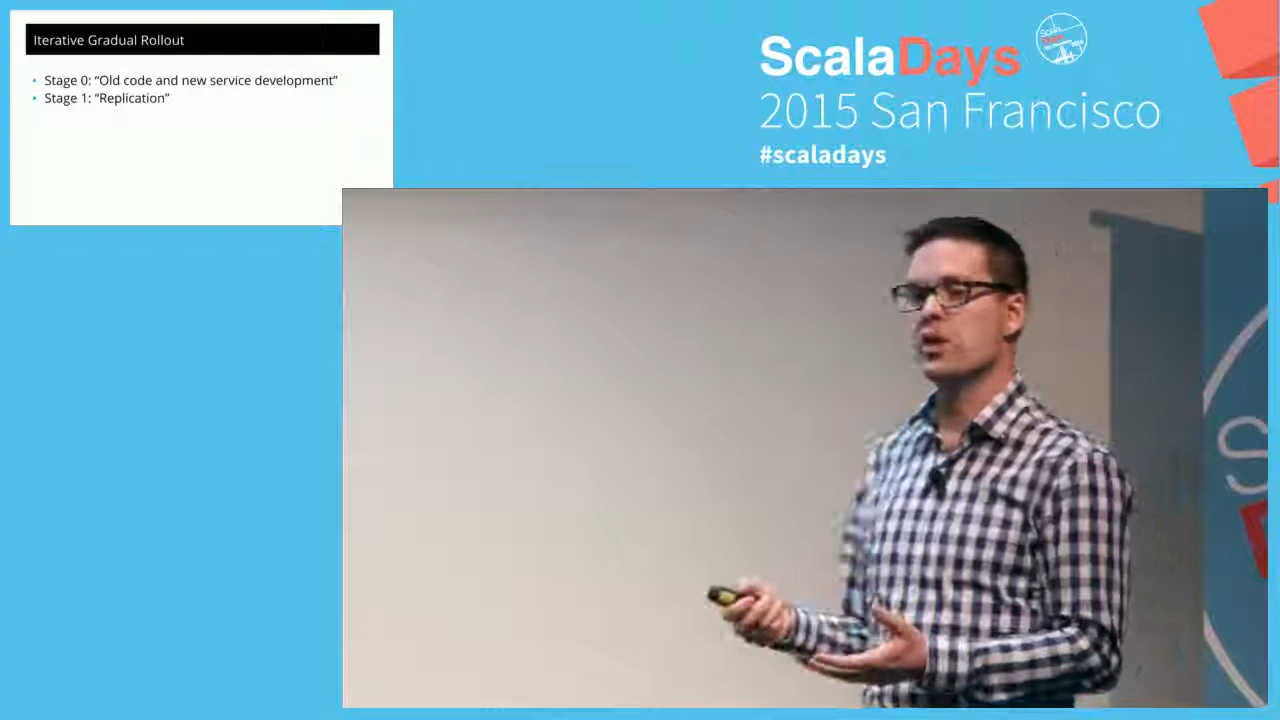 Iterative Gradual Rollout
• Stage 0: “Old code and new service development”
• Stage 1: “Replication”
ScalaDays
2015 San Francisco
#scaladays